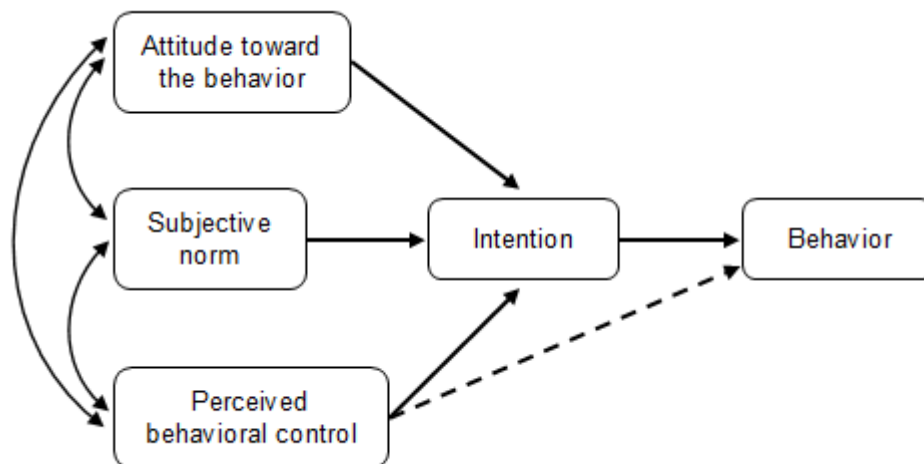 Attitude toward
the behavior
Subjective
norm
Intention
Behavior
Perceived
behavioral control